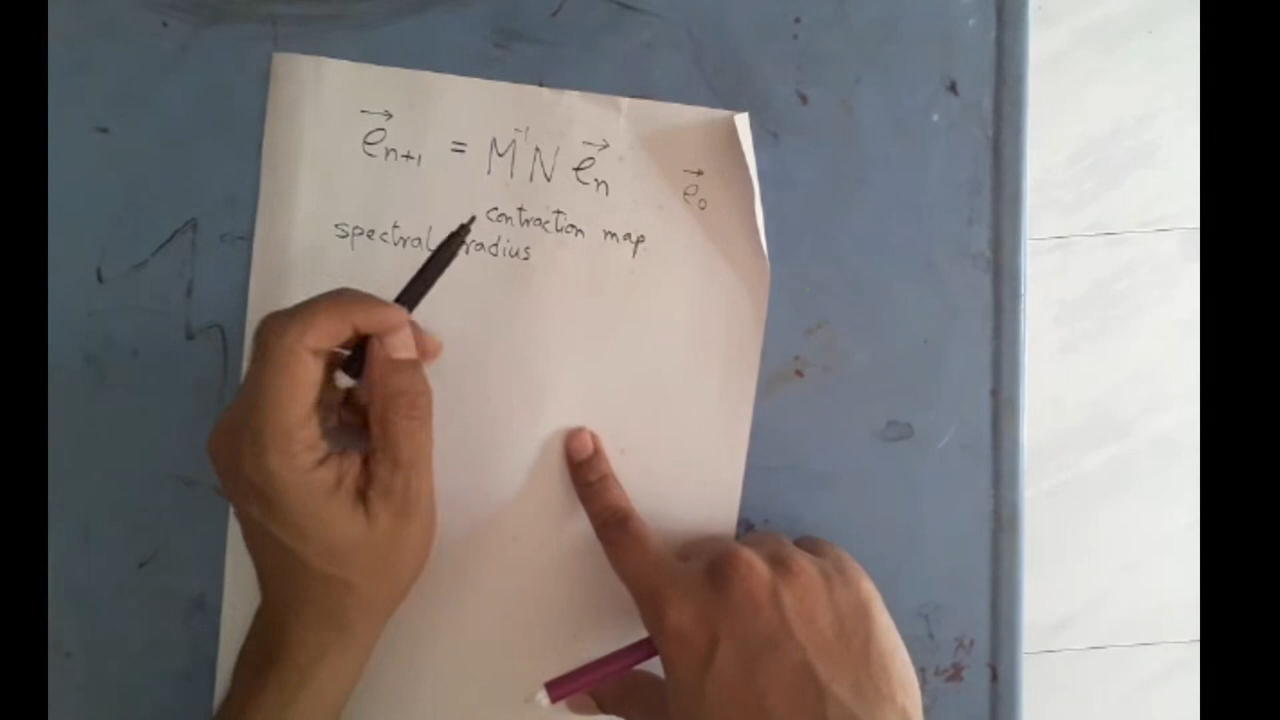 e⃗ₙ₊₁ = M⁻¹N e⃗ₙ
e⃗₀
contraction map
spectral radius